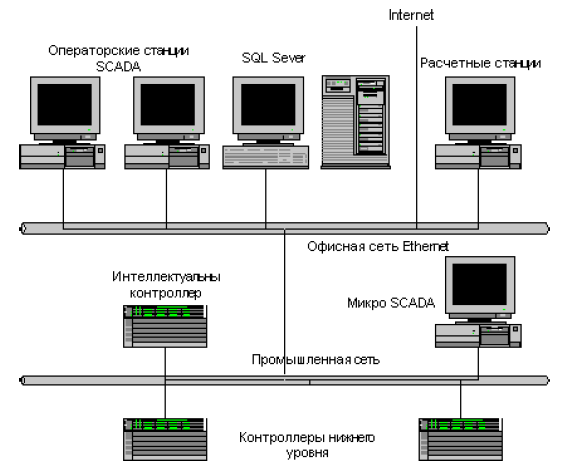 Internet
Операторские станции
SCADA
SQL Sever
Расчетные станции
Офисная сеть Ethernet
Интеллектуальны
контроллер
Микро SCADA
Промышленная сеть
Контроллеры нижнего
уровня